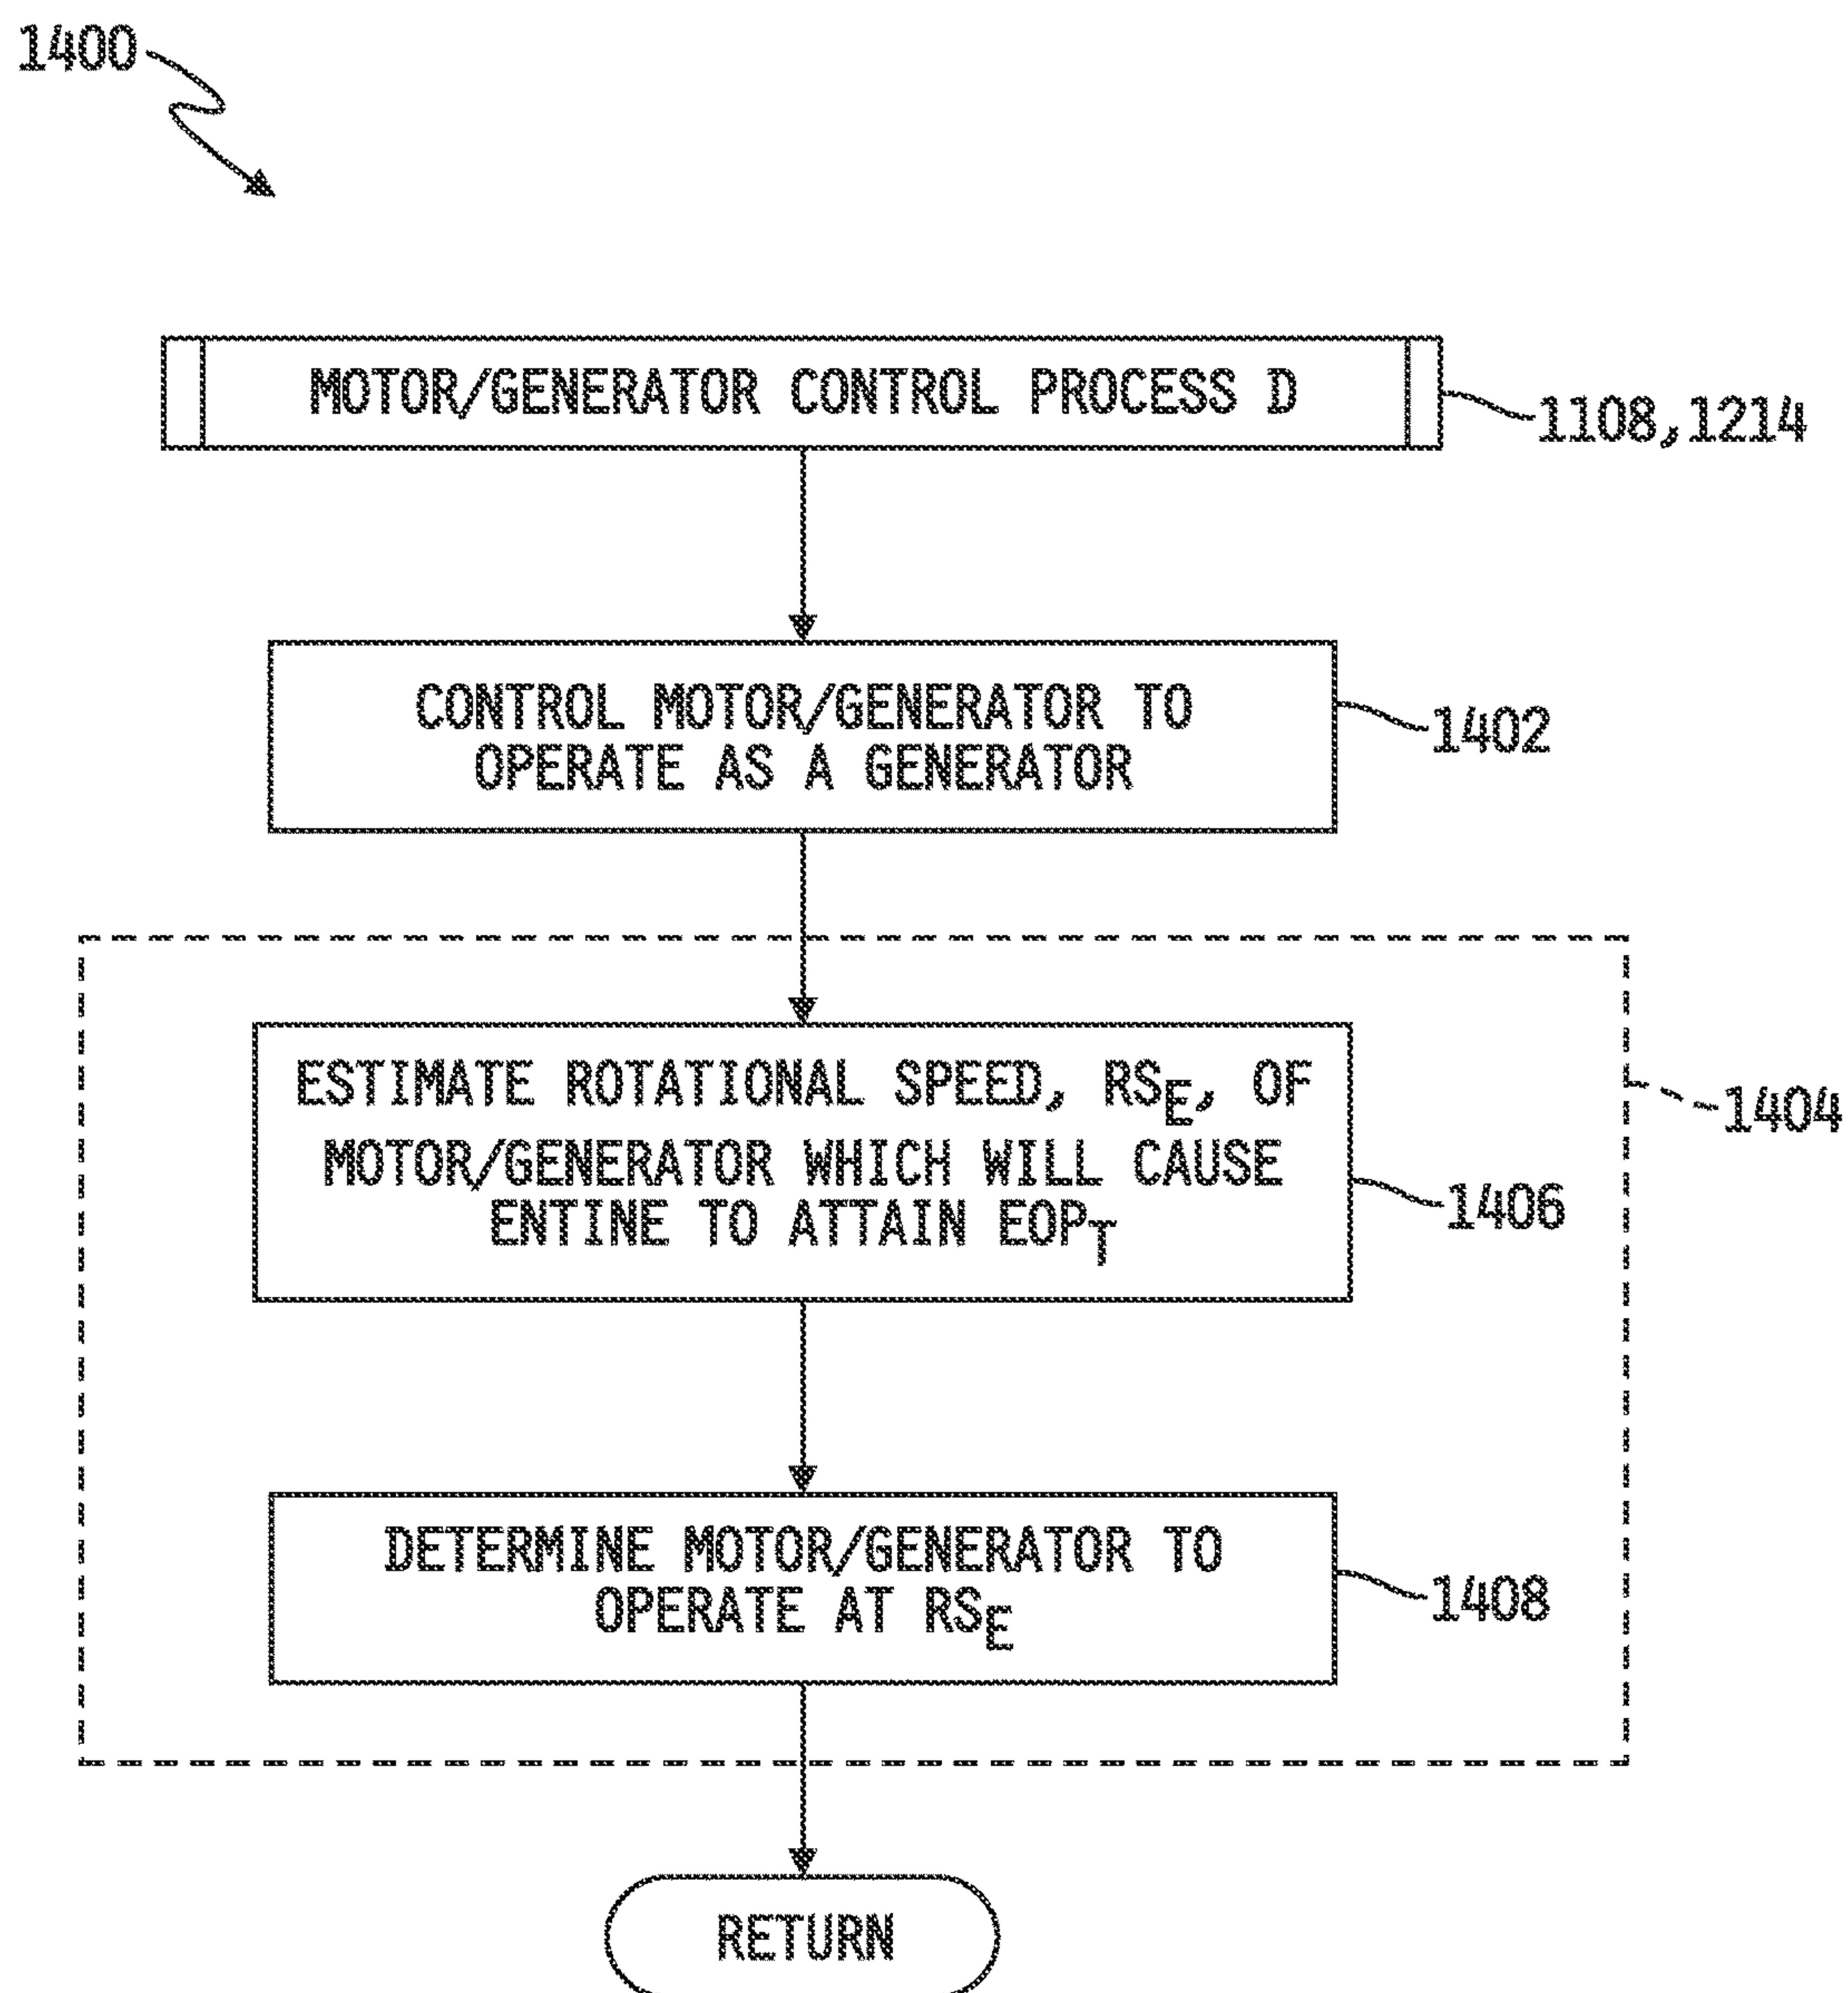 1400
MOTOR/GENERATOR CONTROL PROCESS D
1108,1214
CONTROL MOTOR/GENERATOR TO
OPERATE AS A GENERATOR
1402
1404
ESTIMATE ROTATIONAL SPEED, RSE, OF
MOTOR/GENERATOR WHICH WILL CAUSE
ENTINE TO ATTAIN EOPT
1406
DETERMINE MOTOR/GENERATOR TO
OPERATE AT RSE
1408
RETURN